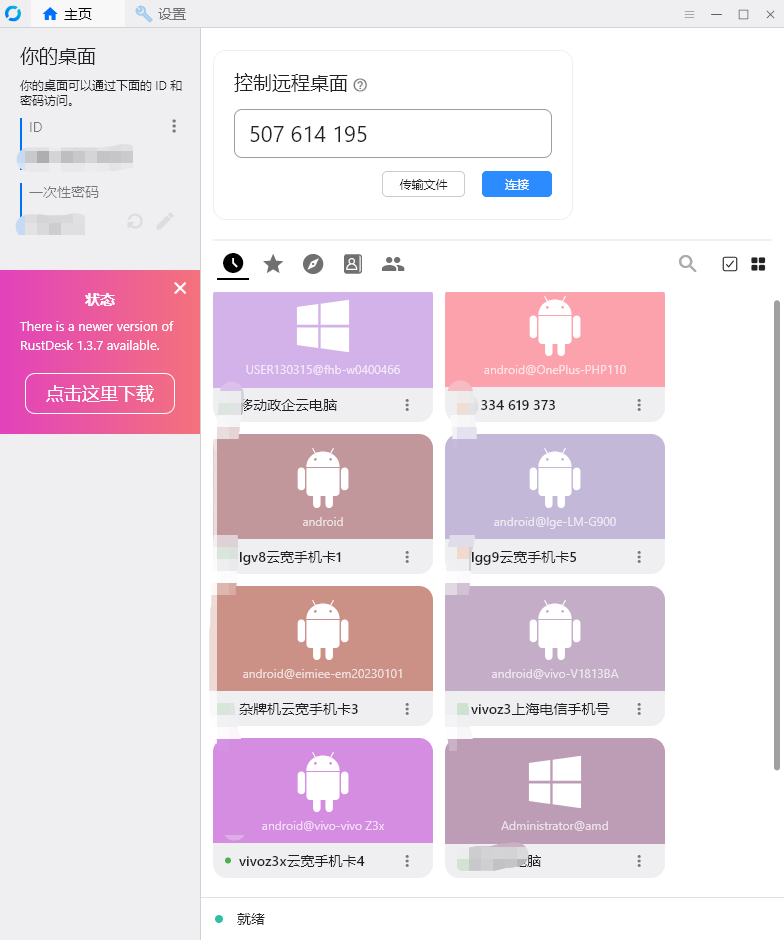 主页
设置
你的桌面
你的桌面可以通过下面的 ID 和
密码访问。
ID
一次性密码
状态
There is a newer version of
RustDesk 1.3.7 available.
点击这里下载
控制远程桌面
507 614 195
传输文件
连接
USER130315@fhb-w0400466
android@OnePlus-PHP110
移动政企云电脑
334 619 373
android
android@lge-LM-G900
lgv8云宽手机卡1
lgg9云宽手机卡5
android@eimiee-em20230101
android@vivo-V1813BA
杂牌机云宽手机卡3
vivoz3上海电信手机号
android@vivo-vivo Z3x
Administrator@amd
vivoz3x云宽手机卡4
电脑
就绪